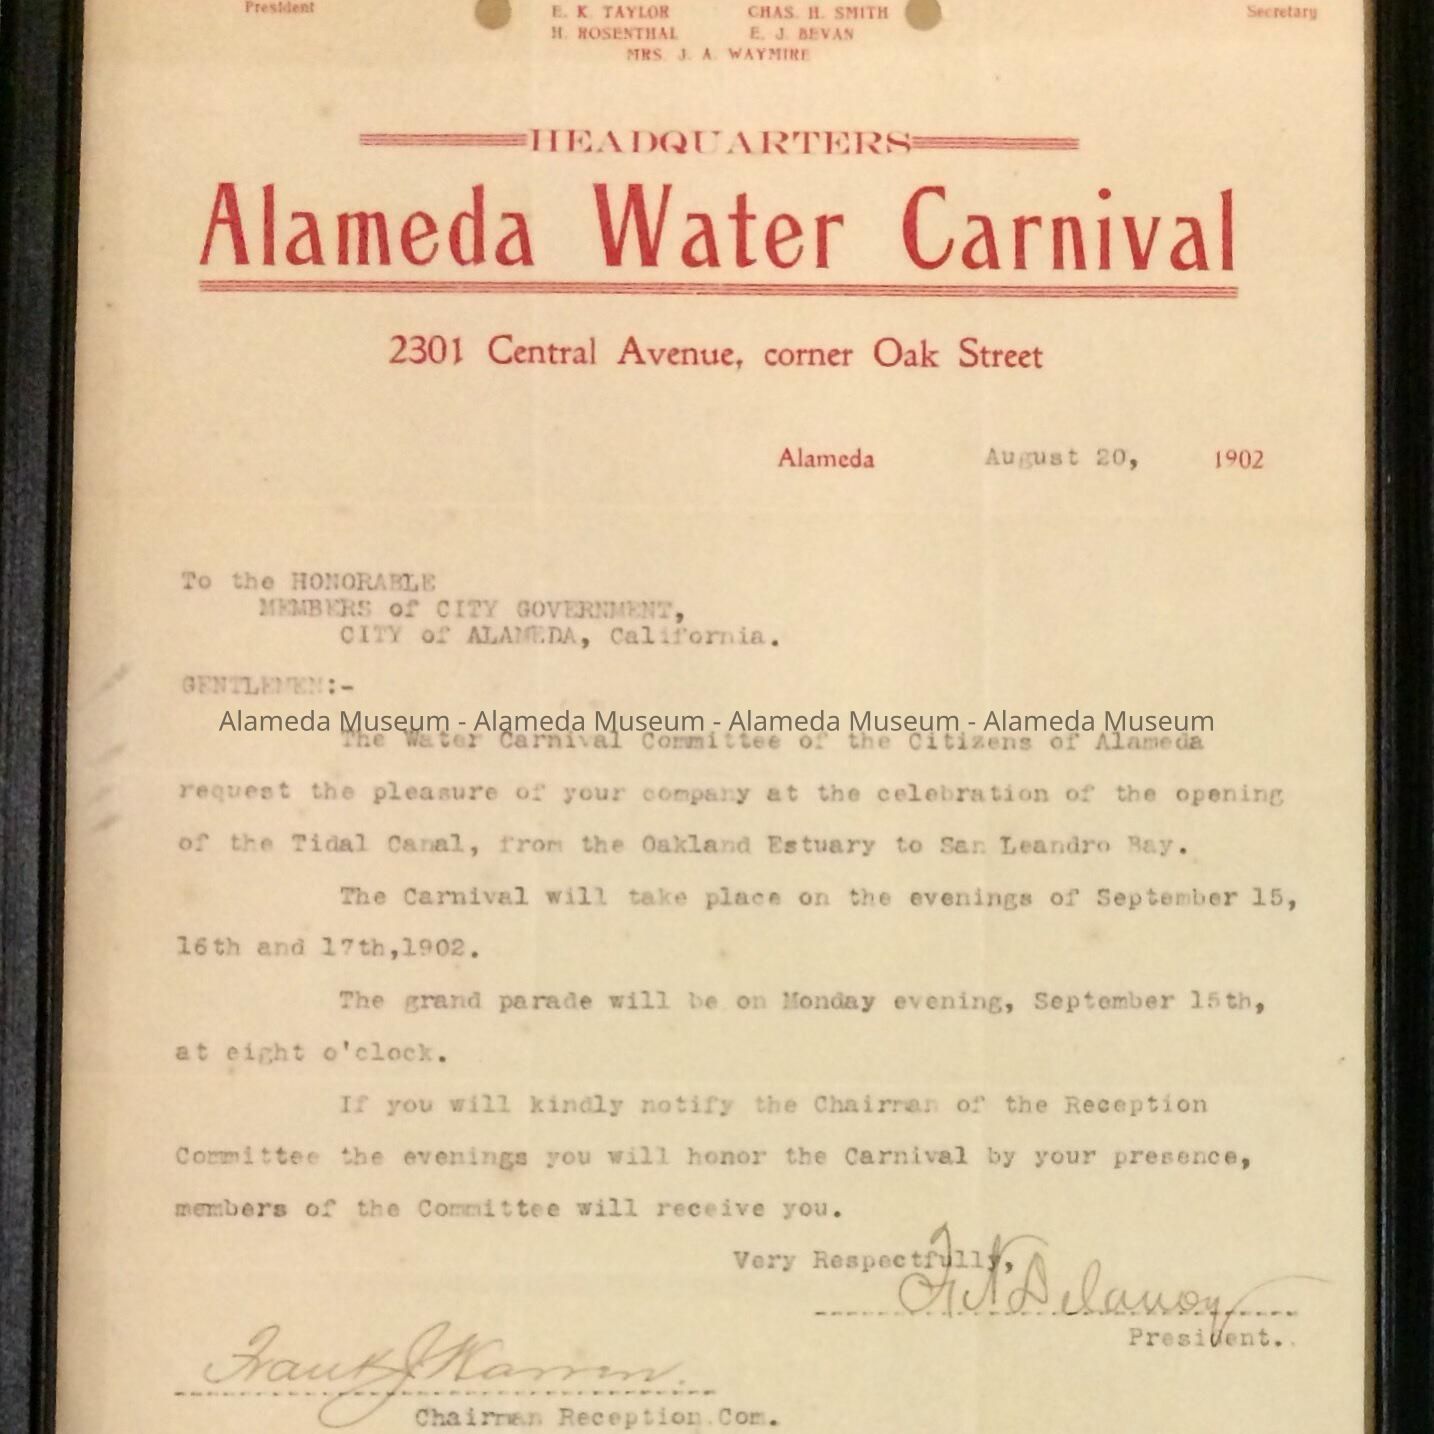 President
Secretary
E. K. TAYLOR CHAS. H. SMITH
H. ROSENTHAL E. J. BEVAN
MRS. J. A. WAYMIRE
HEADQUARTERS
Alameda Water Carnival
2301 Central Avenue, corner Oak Street
Alameda August 20, 1902
To the HONORABLE
MEMBERS of CITY GOVERNMENT,
CITY of ALAMEDA, California.
GENTLEMEN:-
Alameda Museum - Alameda Museum - Alameda Museum - Alameda Museum
The Water Carnival Committee of the Citizens of Alameda
request the pleasure of your company at the celebration of the opening
of the Tidal Canal, from the Oakland Estuary to San Leandro Bay.
The Carnival will take place on the evenings of September 15,
16th and 17th,1902.
The grand parade will be on Monday evening, September 15th,
at eight o'clock.
If you will kindly notify the Chairman of the Reception
Committee the evenings you will honor the Carnival by your presence,
members of the Committee will receive you.
Very Respectfully,
Delanoy
President.
Frank J.
Chairman Reception Com.